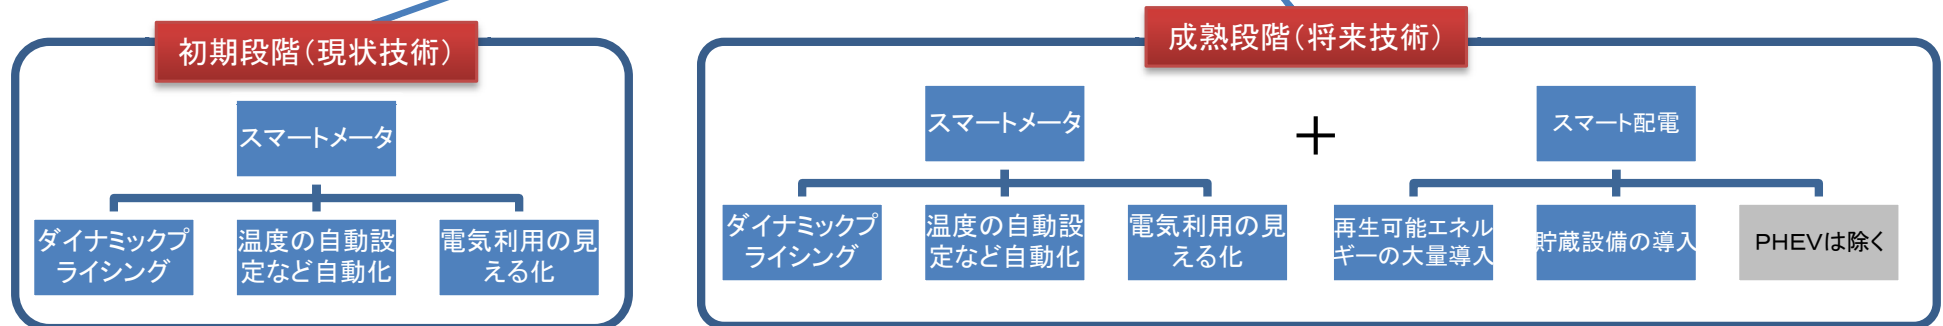 初期段階（現状技術）
スマートメータ
ダイナミックプ
ライシング
温度の自動設
定など自動化
電気利用の見
える化
成熟段階（将来技術）
スマートメータ
＋
スマート配電
ダイナミックプ
ライシング
温度の自動設
定など自動化
電気利用の見
える化
再生可能エネル
ギーの大量導入
貯蔵設備の導入
PHEVは除く